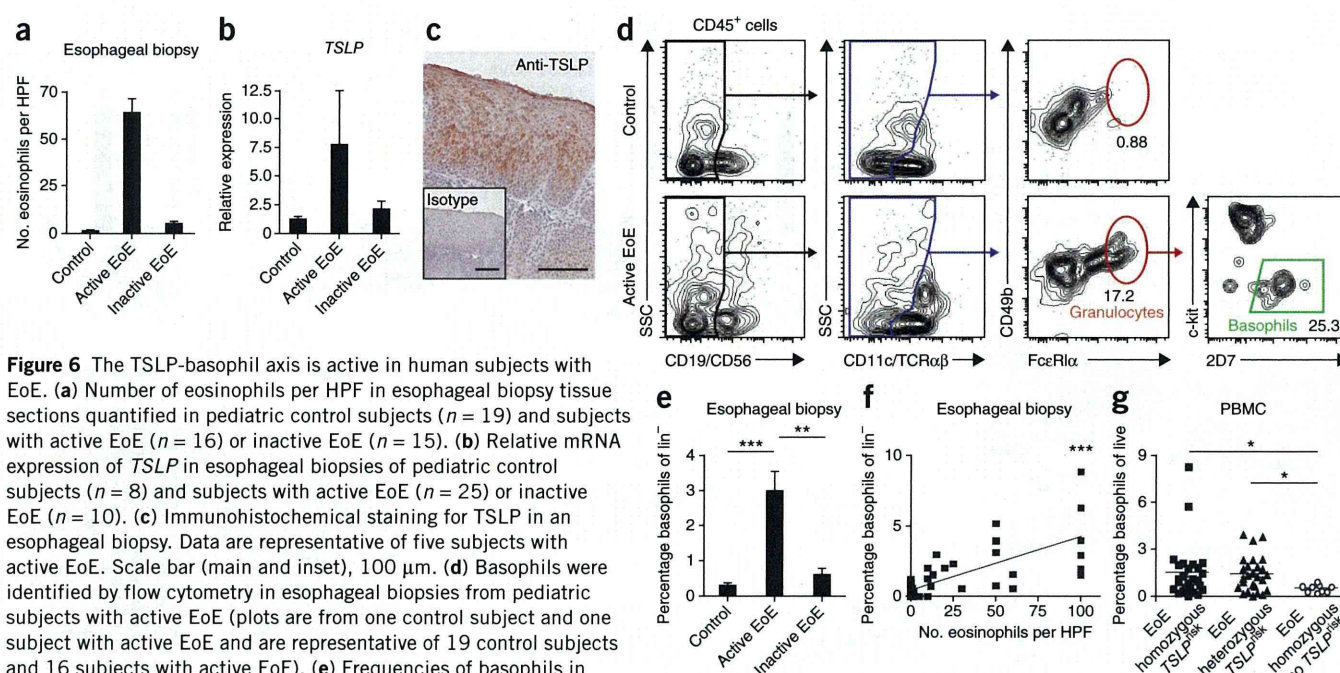 a
Esophageal biopsy
No. eosinophils per HPF
70
50
25
0
Control
Active EoE
Inactive EoE
b
TSLP
Relative expression
12.5
10.0
7.5
5.0
2.5
0
Control
Active EoE
Inactive EoE
c
Anti-TSLP
Isotype
d
CD45+ cells
Control
Active EoE
SSC
SSC
CD49b
0.88
17.2
Granulocytes
c-kit
Basophils
25.3
CD19/CD56
CD11c/TCRαβ
FcεRIα
2D7
Figure 6 The TSLP-basophil axis is active in human subjects with
EoE. (a) Number of eosinophils per HPF in esophageal biopsy tissue
sections quantified in pediatric control subjects (n = 19) and subjects
with active EoE (n = 16) or inactive EoE (n = 15). (b) Relative mRNA
expression of TSLP in esophageal biopsies of pediatric control
subjects (n = 8) and subjects with active EoE (n = 25) or inactive
EoE (n = 10). (c) Immunohistochemical staining for TSLP in an
esophageal biopsy. Data are representative of five subjects with
active EoE. Scale bar (main and inset), 100 μm. (d) Basophils were
identified by flow cytometry in esophageal biopsies from pediatric
subjects with active EoE (plots are from one control subject and one
subject with active EoE and are representative of 19 control subjects
and 16 subjects with active EoE). (e) Frequencies of basophils in
e
Esophageal biopsy
Percentage basophils of lin−
4
3
2
1
0
***
**
Control
Active EoE
Inactive EoE
f
Esophageal biopsy
Percentage basophils of lin−
10
5
0
***
0
25
50
75
100
No. eosinophils per HPF
g
PBMC
Percentage basophils of live
9
6
3
0
*
*
EoE
homozygous
TSLPrisk
EoE
heterozygous
TSLPrisk
EoE
homozygous
no TSLPrisk